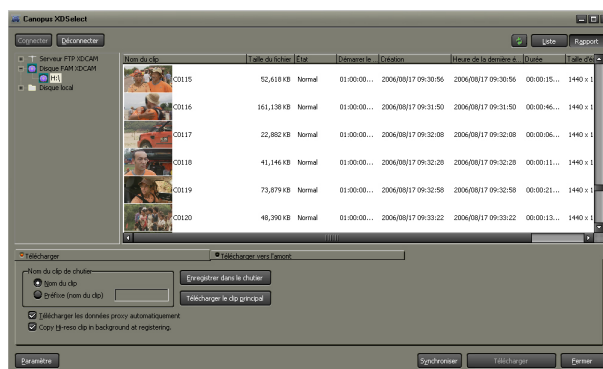 Canopus XDSelect
Connecter Déconnecter Liste Rapport
Serveur FTP XDCAM
Disque FAM XDCAM
H:\
Disque local
Nom du clip Taille du fichier Etat Démarrer le ... Création Heure de la dernière é... Durée Taille d'é
C0115 52,618 KB Normal 01:00:00... 2006/08/17 09:30:56 2006/08/17 09:30:56 00:00:15... 1440 x 1
C0116 161,138 KB Normal 01:00:00... 2006/08/17 09:31:50 2006/08/17 09:31:50 00:00:46... 1440 x 1
C0117 22,882 KB Normal 01:00:00... 2006/08/17 09:32:08 2006/08/17 09:32:08 00:00:06... 1440 x 1
C0118 41,146 KB Normal 01:00:00... 2006/08/17 09:32:28 2006/08/17 09:32:28 00:00:11... 1440 x 1
C0119 73,879 KB Normal 01:00:00... 2006/08/17 09:32:58 2006/08/17 09:32:58 00:00:21... 1440 x 1
C0120 48,390 KB Normal 01:00:00... 2006/08/17 09:33:22 2006/08/17 09:33:22 00:00:13... 1440 x 1
Télécharger Télécharger vers l'amont
Nom du clip de chutier
Nom du clip
Préfixe (nom du clip)
Enregistrer dans le chutier
Télécharger le clip principal
Télécharger les données proxy automatiquement
Copy Hi-reso clip in background at registering.
Paramètre Synchroniser Télécharger Fermer